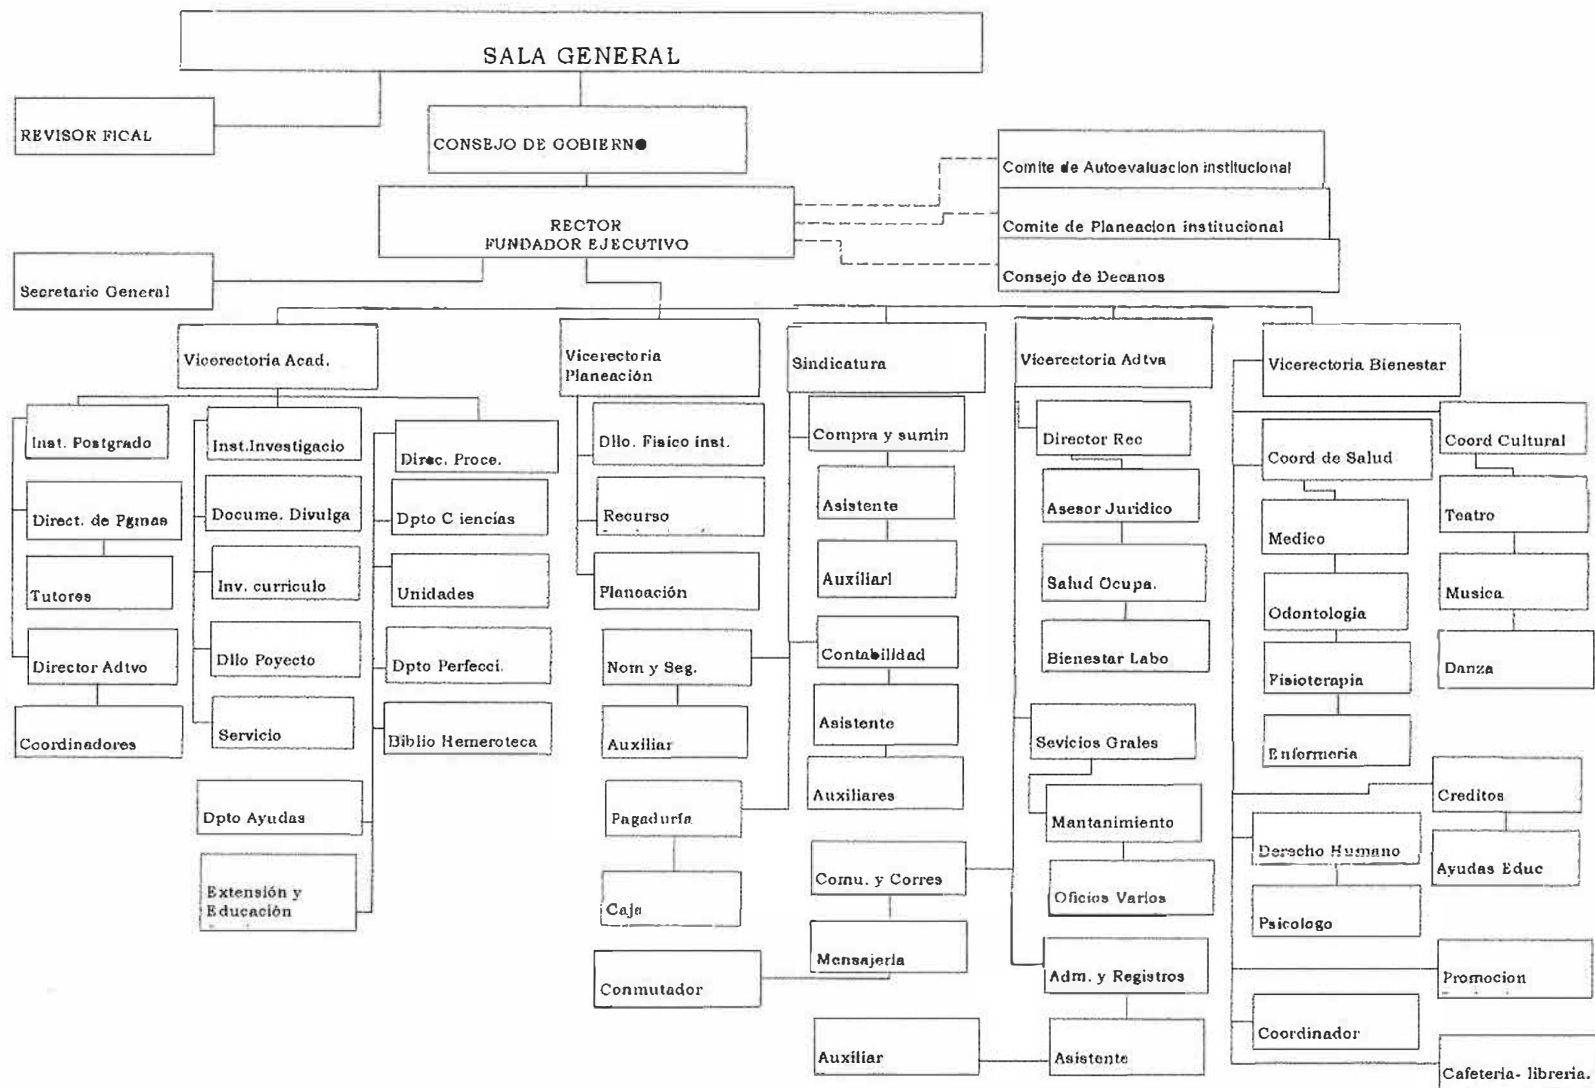 SALA GENERAL
REVISOR FICAL
CONSEJO DE GOBIERNO
Comite de Autoevaluacion institucional
RECTOR
FUNDADOR EJECUTIVO
Comite de Planeacion institucional
Consejo de Decanos
Secretario General
Vicerectoria Acad.
Vicerectoria
Planeación
Sindicatura
Vicerectoria Adtva
Vicerectoria Bienestar
Inst. Postgrado
Direct. de Pgmas
Tutores
Director Adtvo
Coordinadores
Inst.Investigacio
Docume. Divulga
Inv. curriculo
Dllo Poyecto
Servicio
Direc. Proce.
Dpto Ciencias
Unidades
Dpto Perfecci.
Biblio Hemeroteca
Dpto Ayudas
Extensión y
Educación
Dllo. Fisico inst.
Recurso
Planeación
Nom y Seg.
Auxiliar
Pagaduría
Caja
Compra y sumin
Asistente
Auxiliarl
Contabilidad
Asistente
Auxiliares
Comu. y Corres
Mensajeria
Conmutador
Director Rec
Asesor Juridico
Salud Ocupa.
Bienestar Labo
Sevicios Grales
Mantanimiento
Oficios Varios
Adm. y Registros
Asistente
Auxiliar
Coord de Salud
Medico
Odontologia
Fisioterapia
Enfermeria
Coord Cultural
Teatro
Musica
Danza
Creditos
Ayudas Educ
Derecho Humano
Psicologo
Promocion
Coordinador
Cafeteria- libreria.